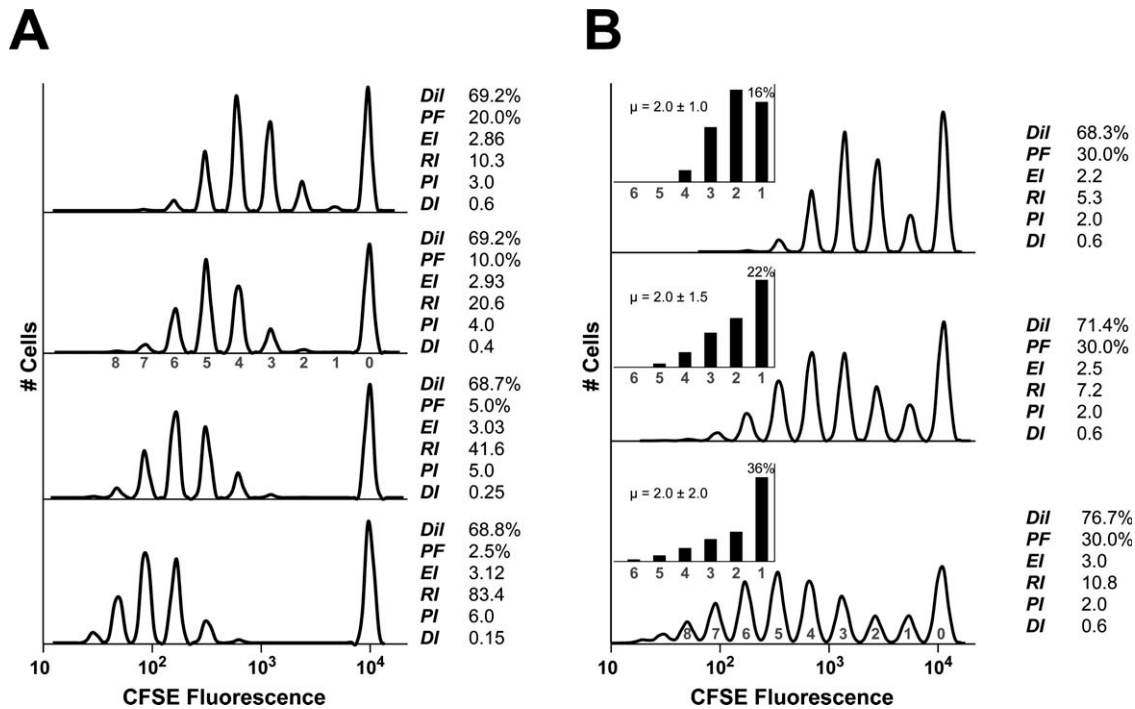 A
B
# Cells
Dil 69.2%
PF 20.0%
EI 2.86
RI 10.3
PI 3.0
DI 0.6
Dil 69.2%
PF 10.0%
EI 2.93
RI 20.6
PI 4.0
DI 0.4
8 7 6 5 4 3 2 1 0
Dil 68.7%
PF 5.0%
EI 3.03
RI 41.6
PI 5.0
DI 0.25
Dil 68.8%
PF 2.5%
EI 3.12
RI 83.4
PI 6.0
DI 0.15
10 10² 10³ 10⁴
CFSE Fluorescence
# Cells
16%
μ = 2.0 ± 1.0
6 5 4 3 2 1
Dil 68.3%
PF 30.0%
EI 2.2
RI 5.3
PI 2.0
DI 0.6
22%
μ = 2.0 ± 1.5
6 5 4 3 2 1
Dil 71.4%
PF 30.0%
EI 2.5
RI 7.2
PI 2.0
DI 0.6
36%
μ = 2.0 ± 2.0
6 5 4 3 2 1
Dil 76.7%
PF 30.0%
EI 3.0
RI 10.8
PI 2.0
DI 0.6
8 7 6 5 4 3 2 1 0
10 10² 10³ 10⁴
CFSE Fluorescence